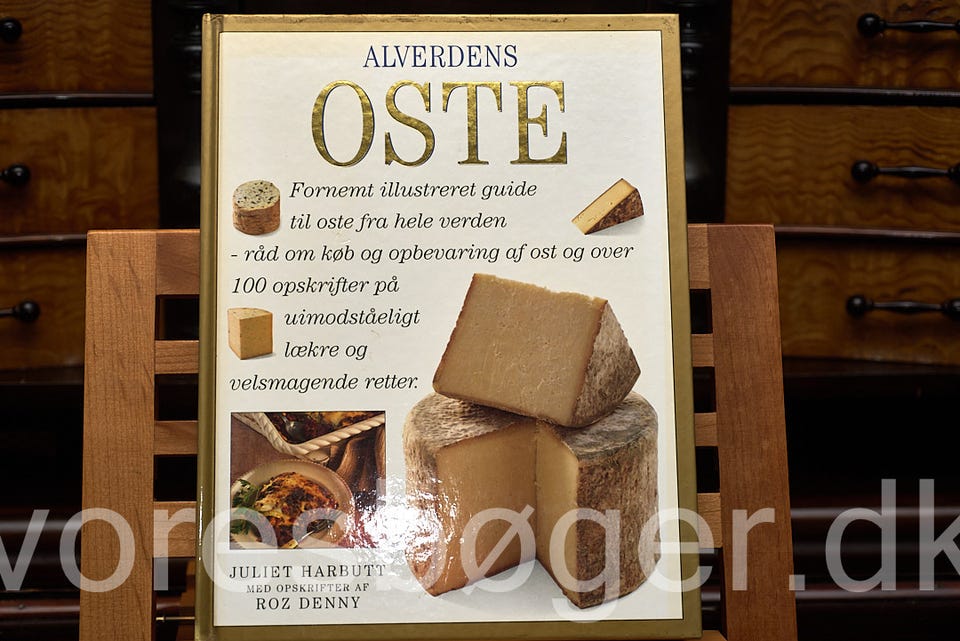 ALVERDENS
OSTE
Fornemt illustreret guide
til oste fra hele verden
- råd om køb og opbevaring af ost og over
100 opskrifter på
uimodståeligt
lækre og
velsmagende retter.
JULIET HARBUTT
MED OPSKRIFTER AF
ROZ DENNY
voresbøger.dk